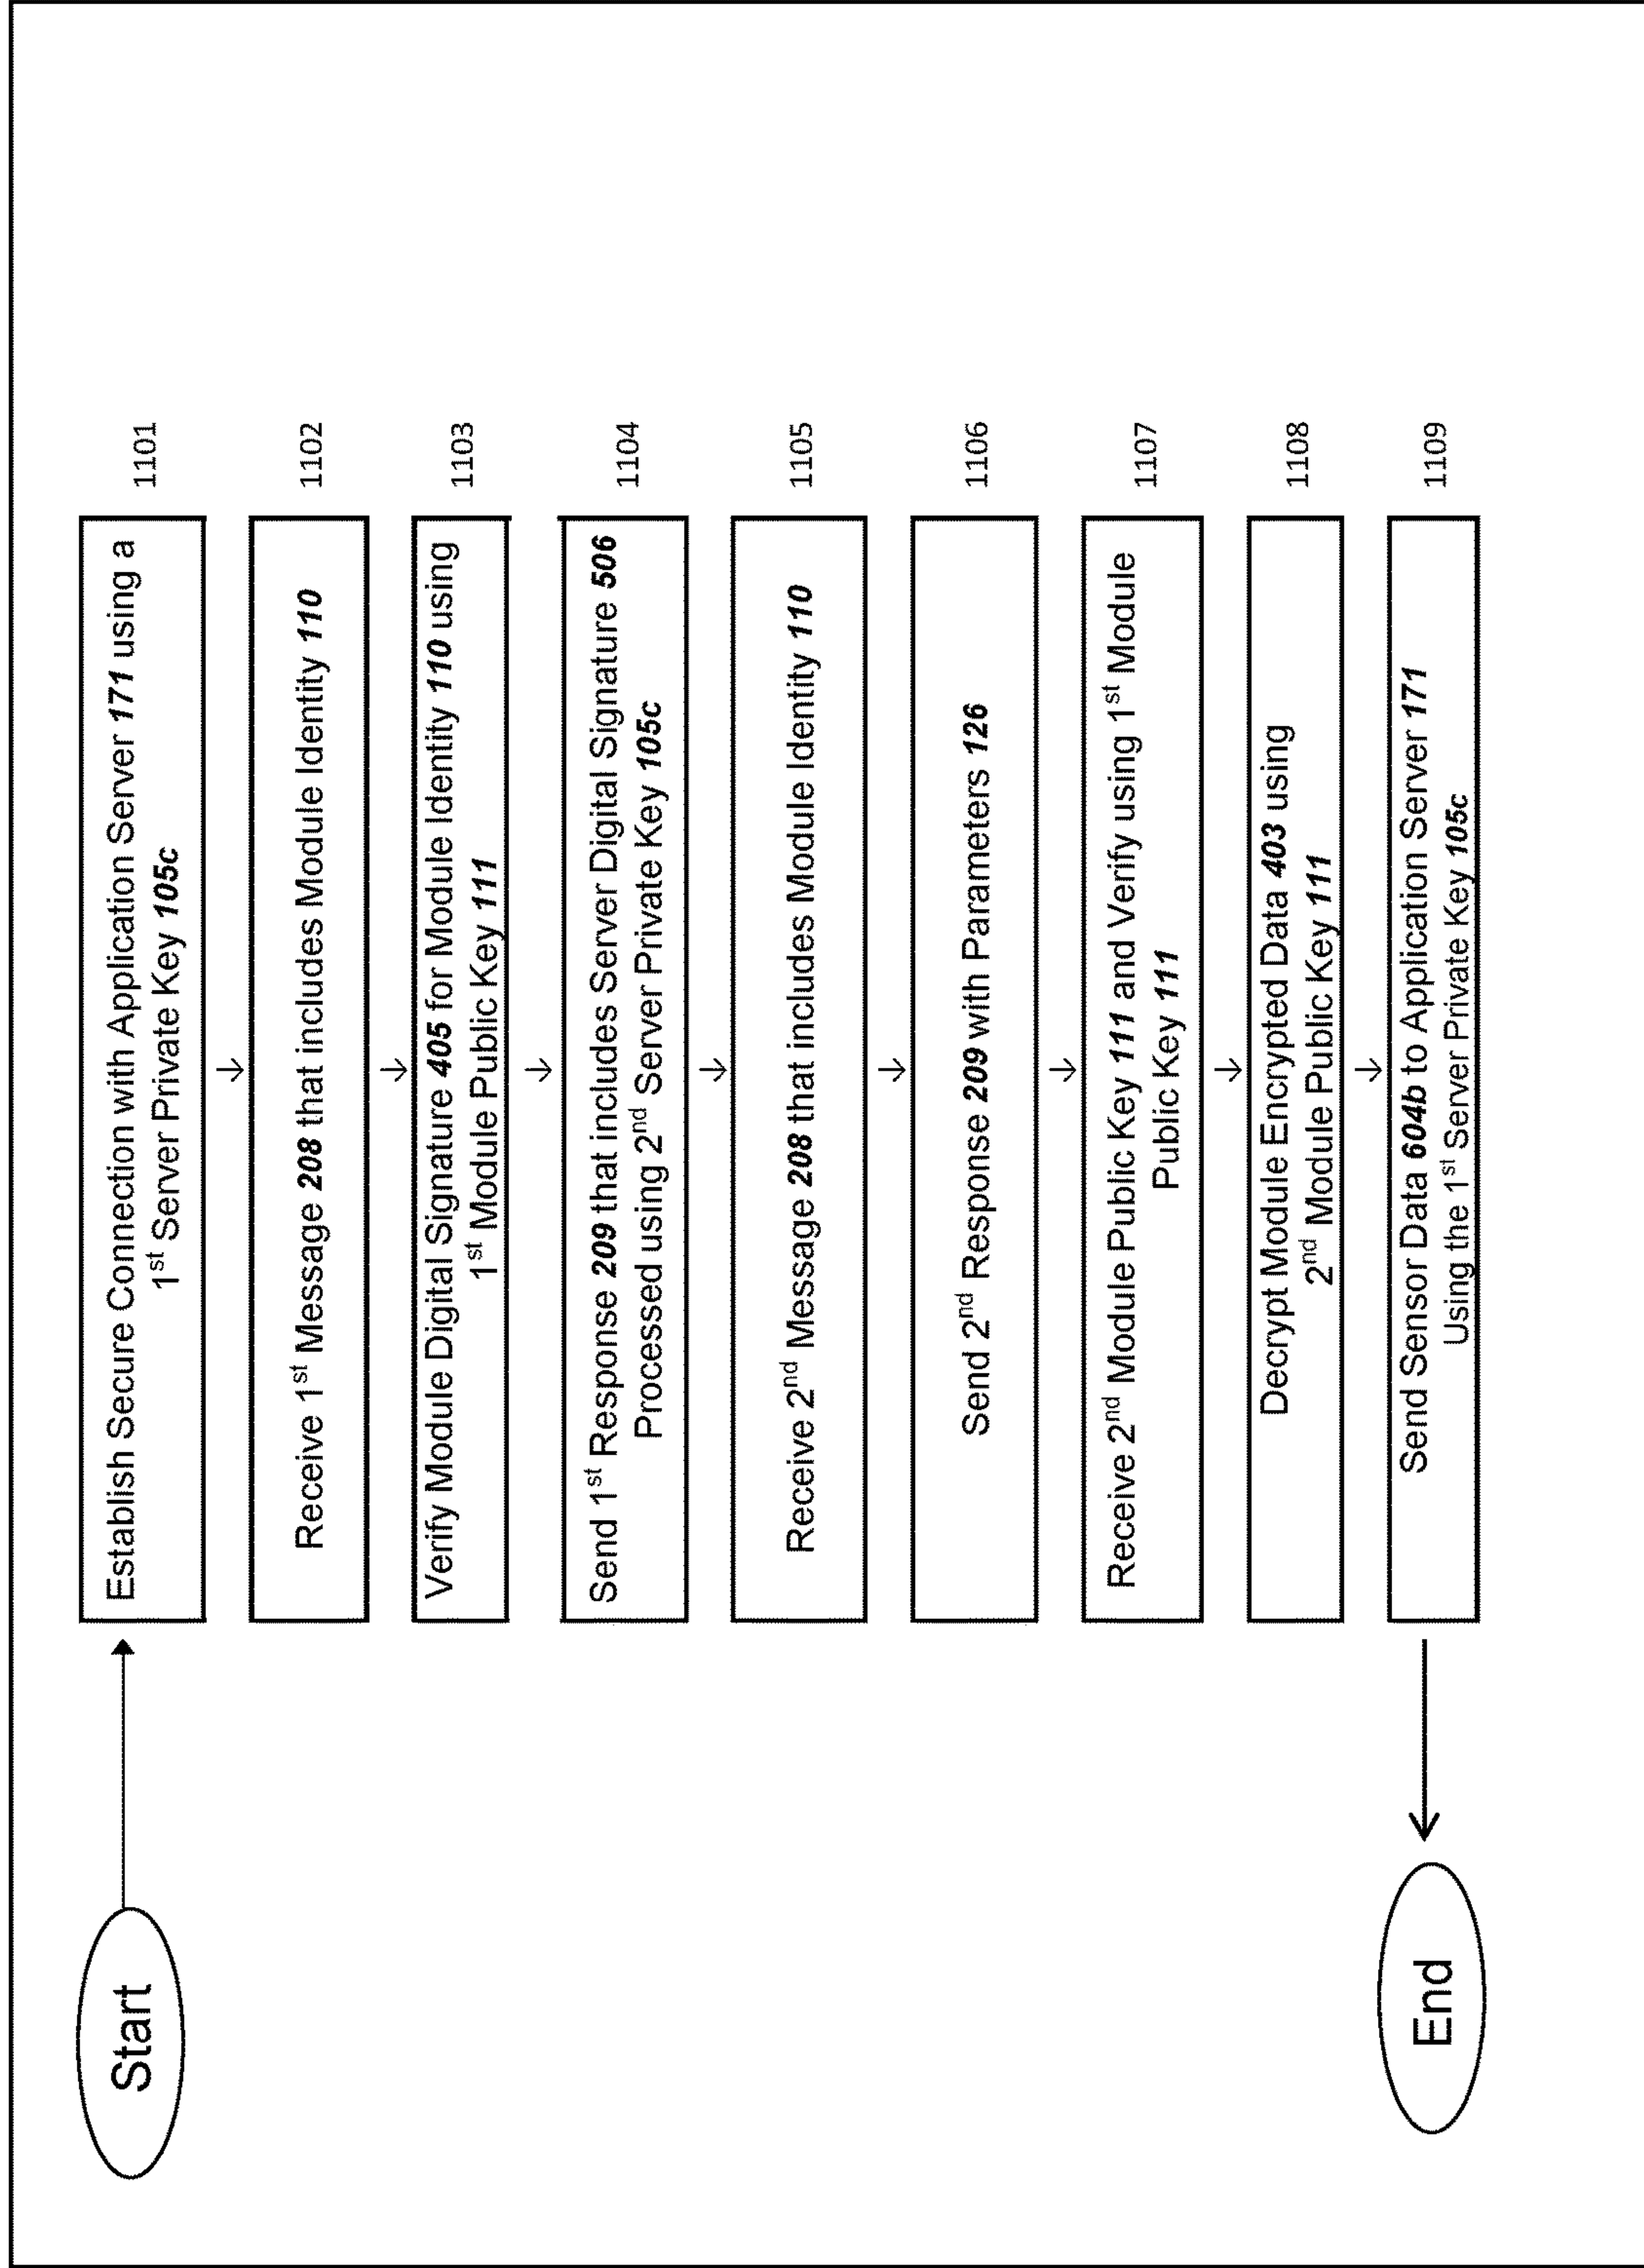 Start
Establish Secure Connection with Application Server 171 using a
1st Server Private Key 105c
1101
Receive 1st Message 208 that includes Module Identity 110
1102
Verify Module Digital Signature 405 for Module Identity 110 using
1st Module Public Key 111
1103
Send 1st Response 209 that includes Server Digital Signature 506
Processed using 2nd Server Private Key 105c
1104
Receive 2nd Message 208 that includes Module Identity 110
1105
Send 2nd Response 209 with Parameters 126
1106
Receive 2nd Module Public Key 111 and Verify using 1st Module
Public Key 111
1107
Decrypt Module Encrypted Data 403 using
2nd Module Public Key 111
1108
Send Sensor Data 604b to Application Server 171
Using the 1st Server Private Key 105c
1109
End